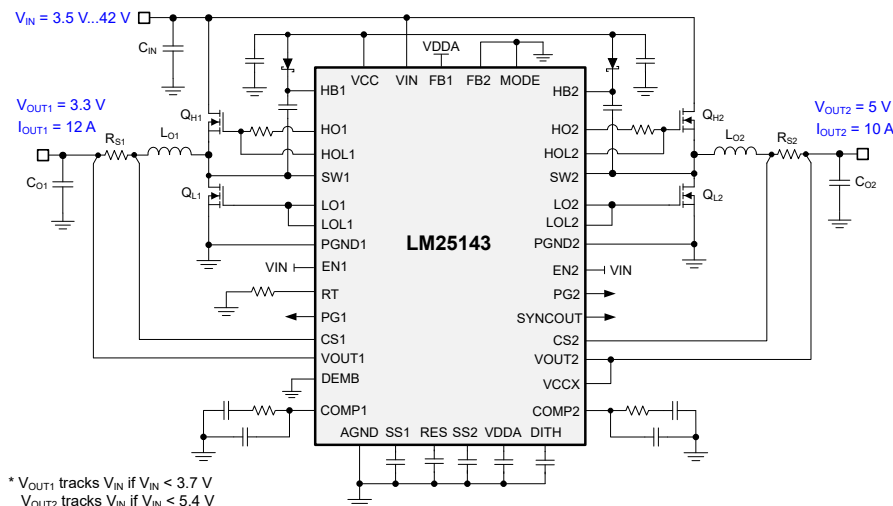 V_IN = 3.5 V...42 V
C_IN
VDDA
VCC VIN FB1 FB2 MODE
V_OUT1 = 3.3 V
I_OUT1 = 12 A
R_S1
L_O1
C_O1
Q_H1
Q_L1
HB1
HO1
HOL1
SW1
LO1
LOL1
PGND1
VIN
EN1
RT
PG1
CS1
VOUT1
DEMB
COMP1
LM25143
HB2
HO2
HOL2
SW2
LO2
LOL2
PGND2
EN2
VIN
PG2
SYNCOUT
CS2
VOUT2
VCCX
COMP2
Q_H2
Q_L2
L_O2
R_S2
C_O2
V_OUT2 = 5 V
I_OUT2 = 10 A
AGND SS1 RES SS2 VDDA DITH
* V_OUT1 tracks V_IN if V_IN < 3.7 V
V_OUT2 tracks V_IN if V_IN < 5.4 V